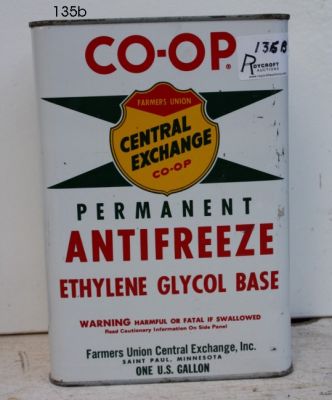 135b
CO-OP®
135B
ROYCROFT
AUCTIONS
FARMERS UNION
CENTRAL
EXCHANGE
CO-OP
PERMANENT
ANTIFREEZE
ETHYLENE GLYCOL BASE
WARNING HARMFUL OR FATAL IF SWALLOWED
Read Cautionary Information On Side Panel
Farmers Union Central Exchange, Inc.
SAINT PAUL, MINNESOTA
ONE U.S. GALLON